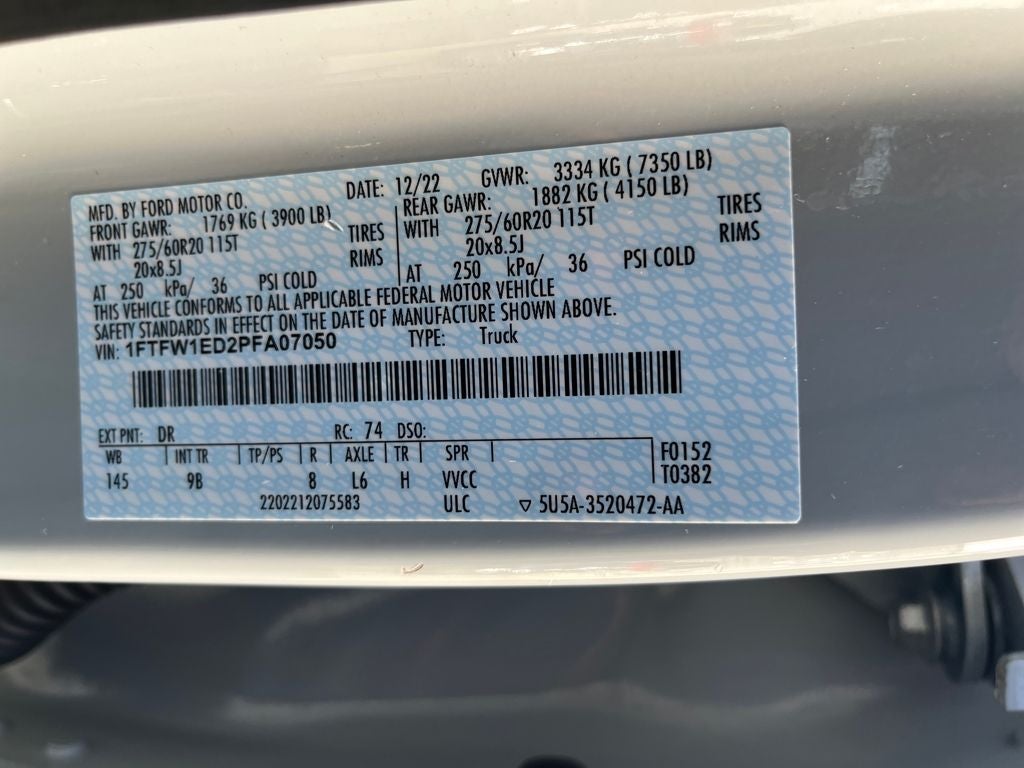 MFD. BY FORD MOTOR CO. DATE: 12/22 GVWR: 3334 KG ( 7350 LB)
FRONT GAWR: 1769 KG ( 3900 LB)
WITH 275/60R20 115T TIRES
20x8.5J RIMS
AT 250 kPa/ 36 PSI COLD
REAR GAWR: 1882 KG ( 4150 LB)
WITH 275/60R20 115T TIRES
20x8.5J RIMS
AT 250 kPa/ 36 PSI COLD
THIS VEHICLE CONFORMS TO ALL APPLICABLE FEDERAL MOTOR VEHICLE
SAFETY STANDARDS IN EFFECT ON THE DATE OF MANUFACTURE SHOWN ABOVE.
VIN: 1FTFW1ED2PFA07050 TYPE: Truck
EXT PNT: DR RC: 74 DSO:
WB INT TR TP/PS R AXLE TR SPR F0152
145 9B 8 L6 H VVCC T0382
2202212075583 ULC ▽ 5U5A-3520472-AA